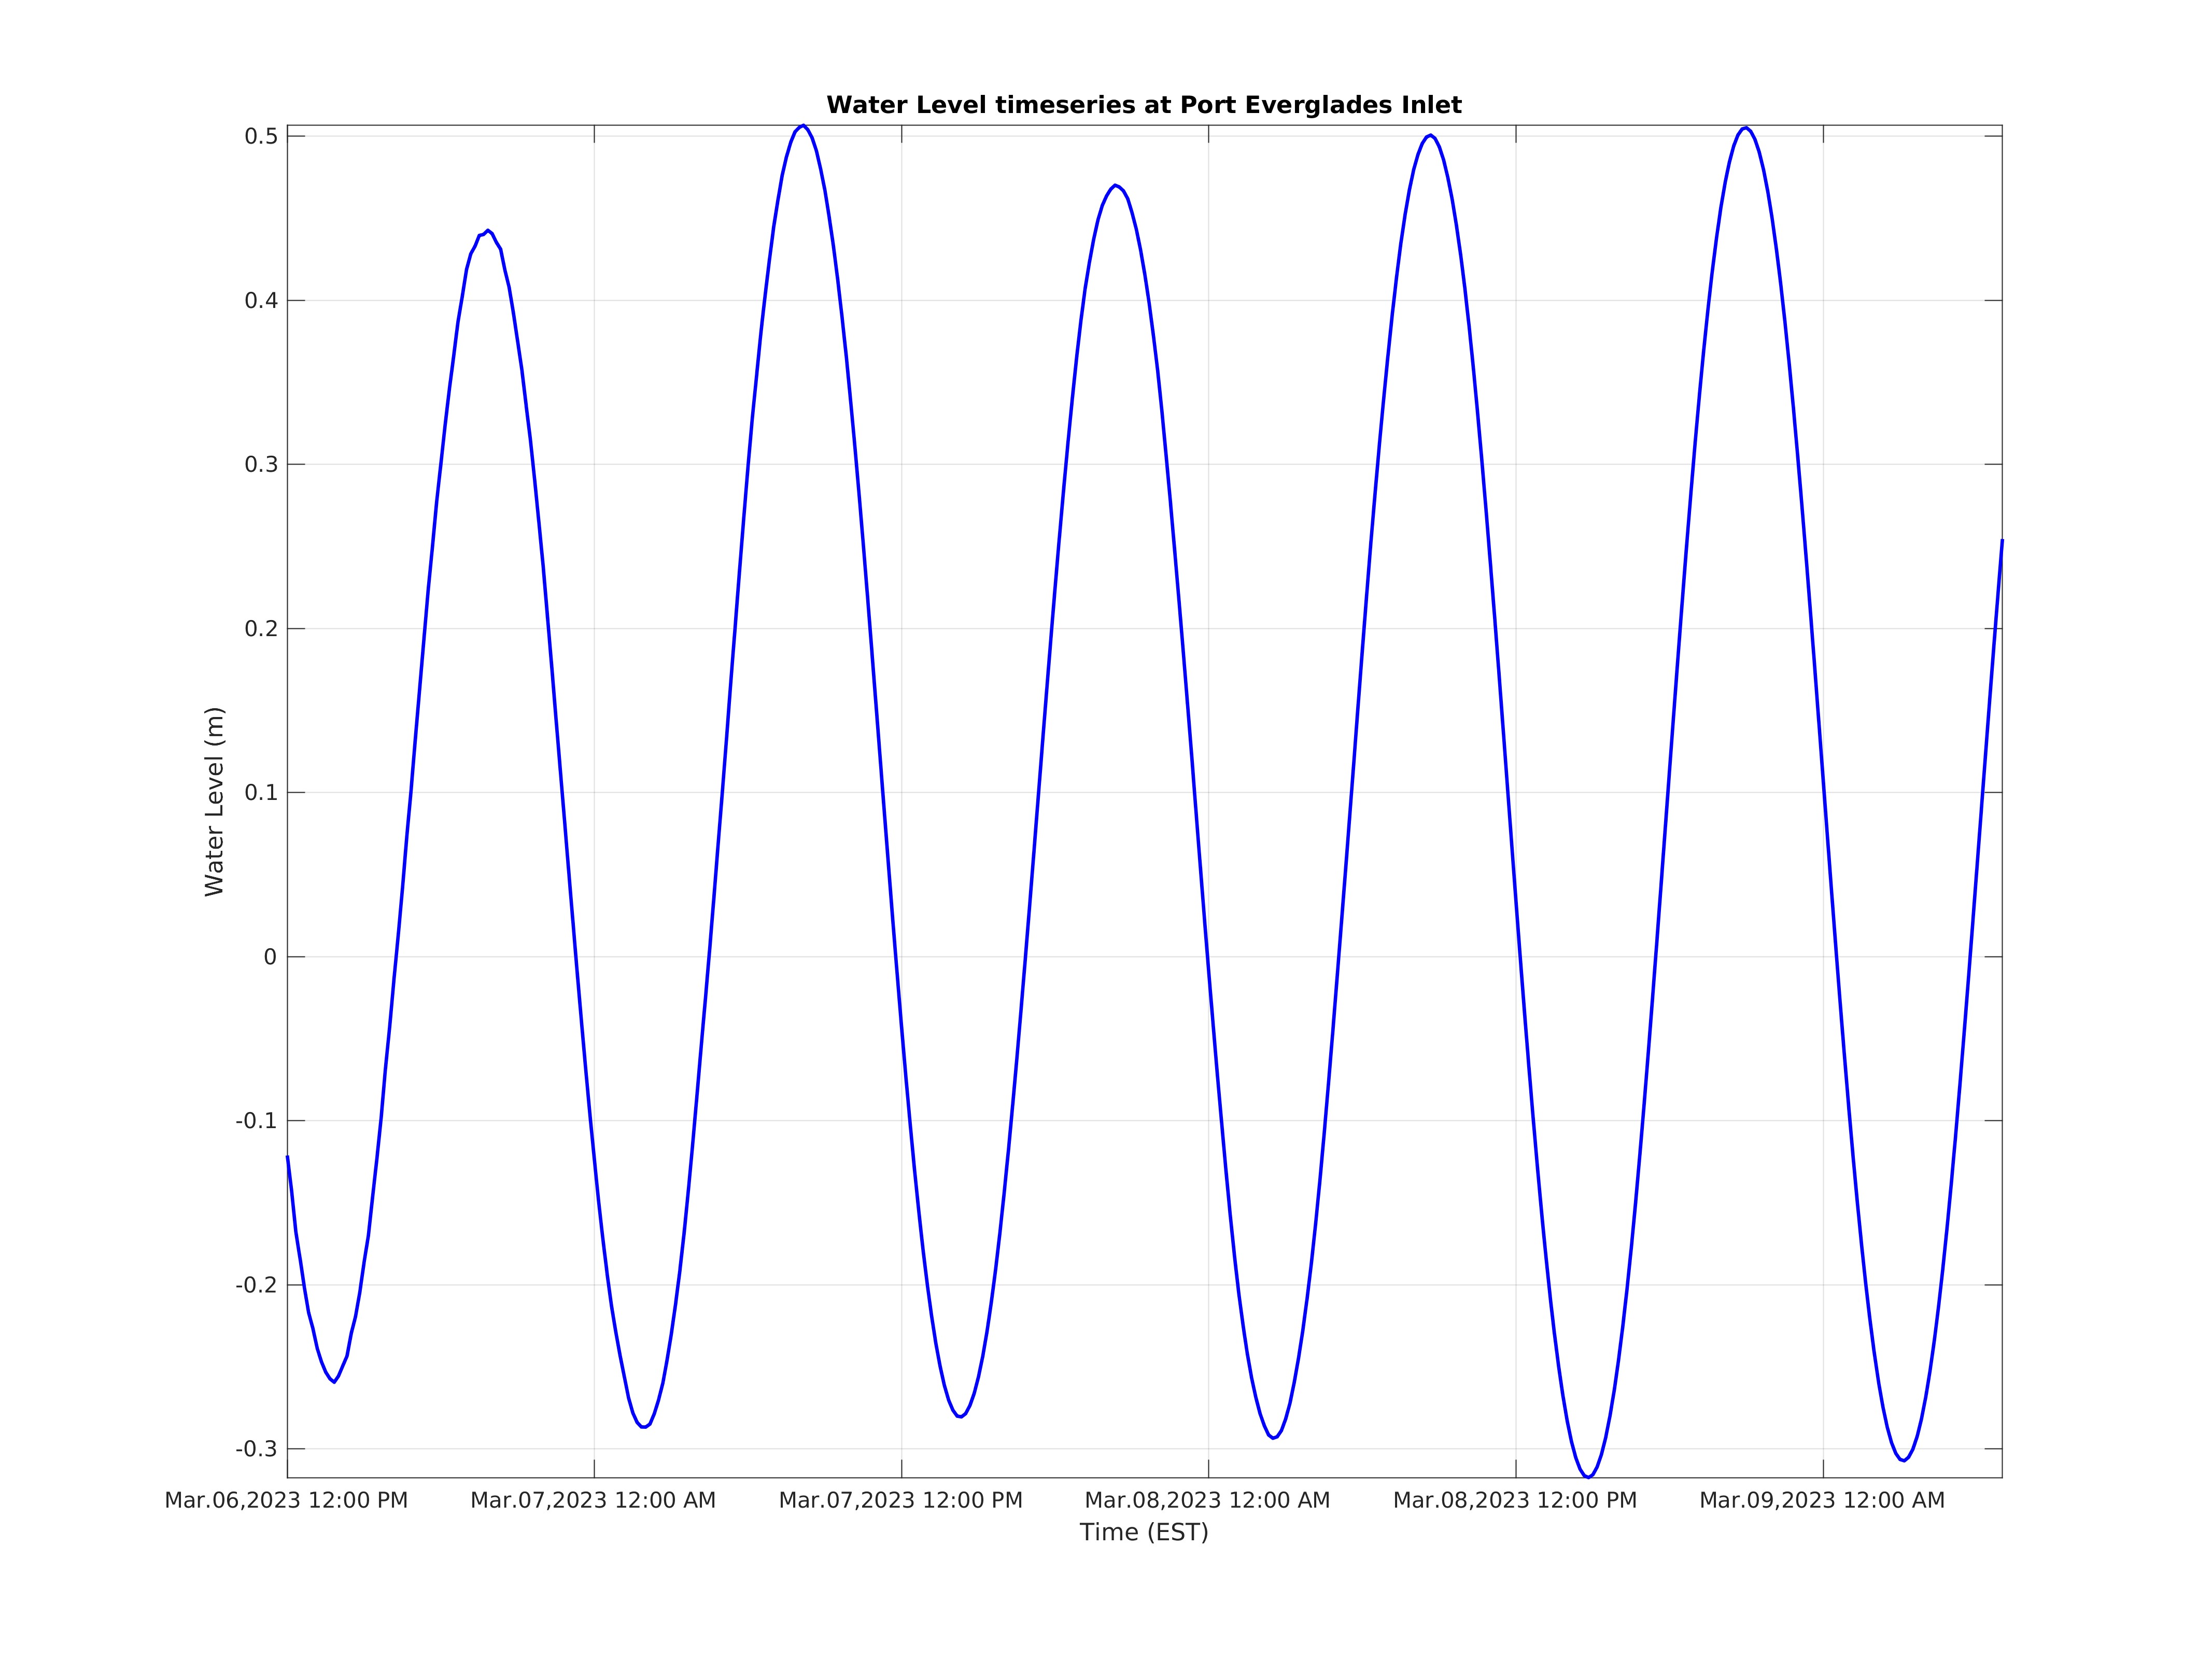 Water Level timeseries at Port Everglades Inlet
0.5
0.4
0.3
0.2
0.1
0
-0.1
-0.2
-0.3
Water Level (m)
Mar.06,2023 12:00 PM
Mar.07,2023 12:00 AM
Mar.07,2023 12:00 PM
Mar.08,2023 12:00 AM
Mar.08,2023 12:00 PM
Mar.09,2023 12:00 AM
Time (EST)